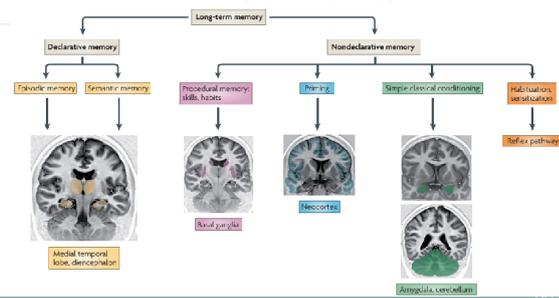 Long-term memory
Declarative memory
Nondeclarative memory
Episodic memory
Semantic memory
Procedural memory:
skills, habits
Priming
Simple classical conditioning
Habituation,
sensitization
Reflex pathway
Neocortex
Basal ganglia
Medial temporal
lobe, diencephalon
Amygdala, cerebellum